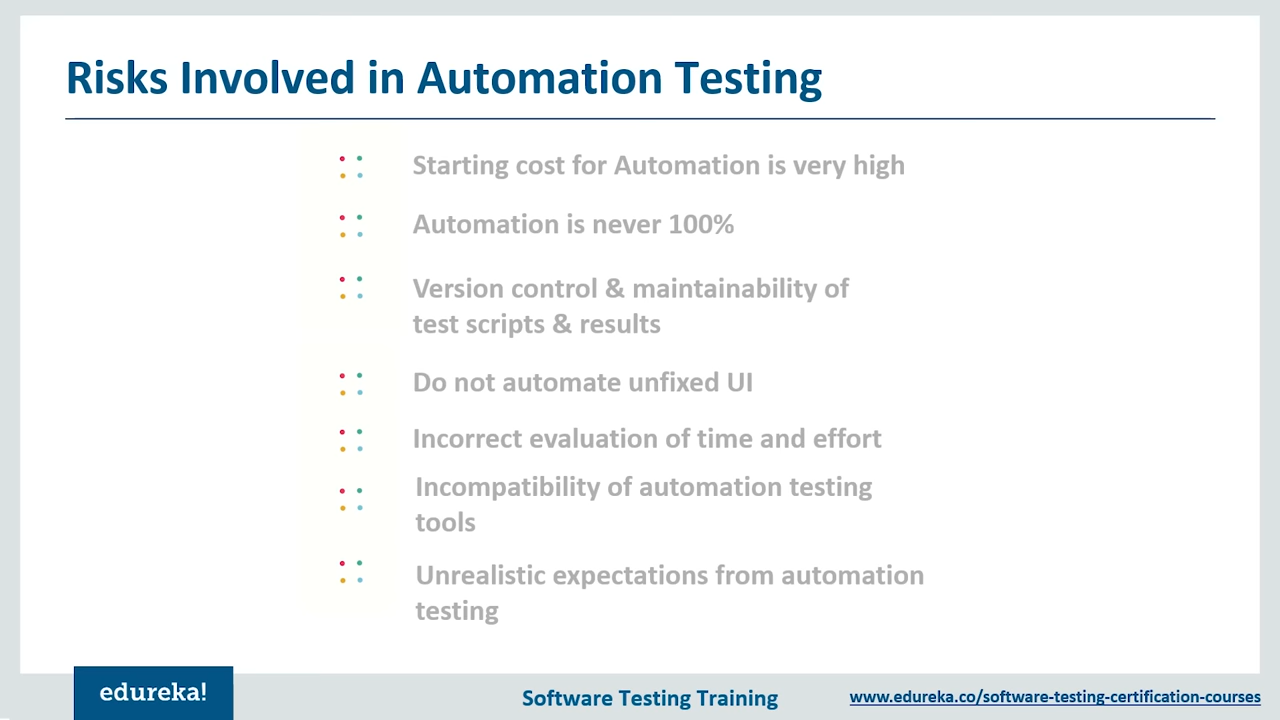 Risks Involved in Automation Testing
Starting cost for Automation is very high
Automation is never 100%
Version control & maintainability of
test scripts & results
Do not automate unfixed UI
Incorrect evaluation of time and effort
Incompatibility of automation testing
tools
Unrealistic expectations from automation
testing
edureka!
Software Testing Training
www.edureka.co/software-testing-certification-courses